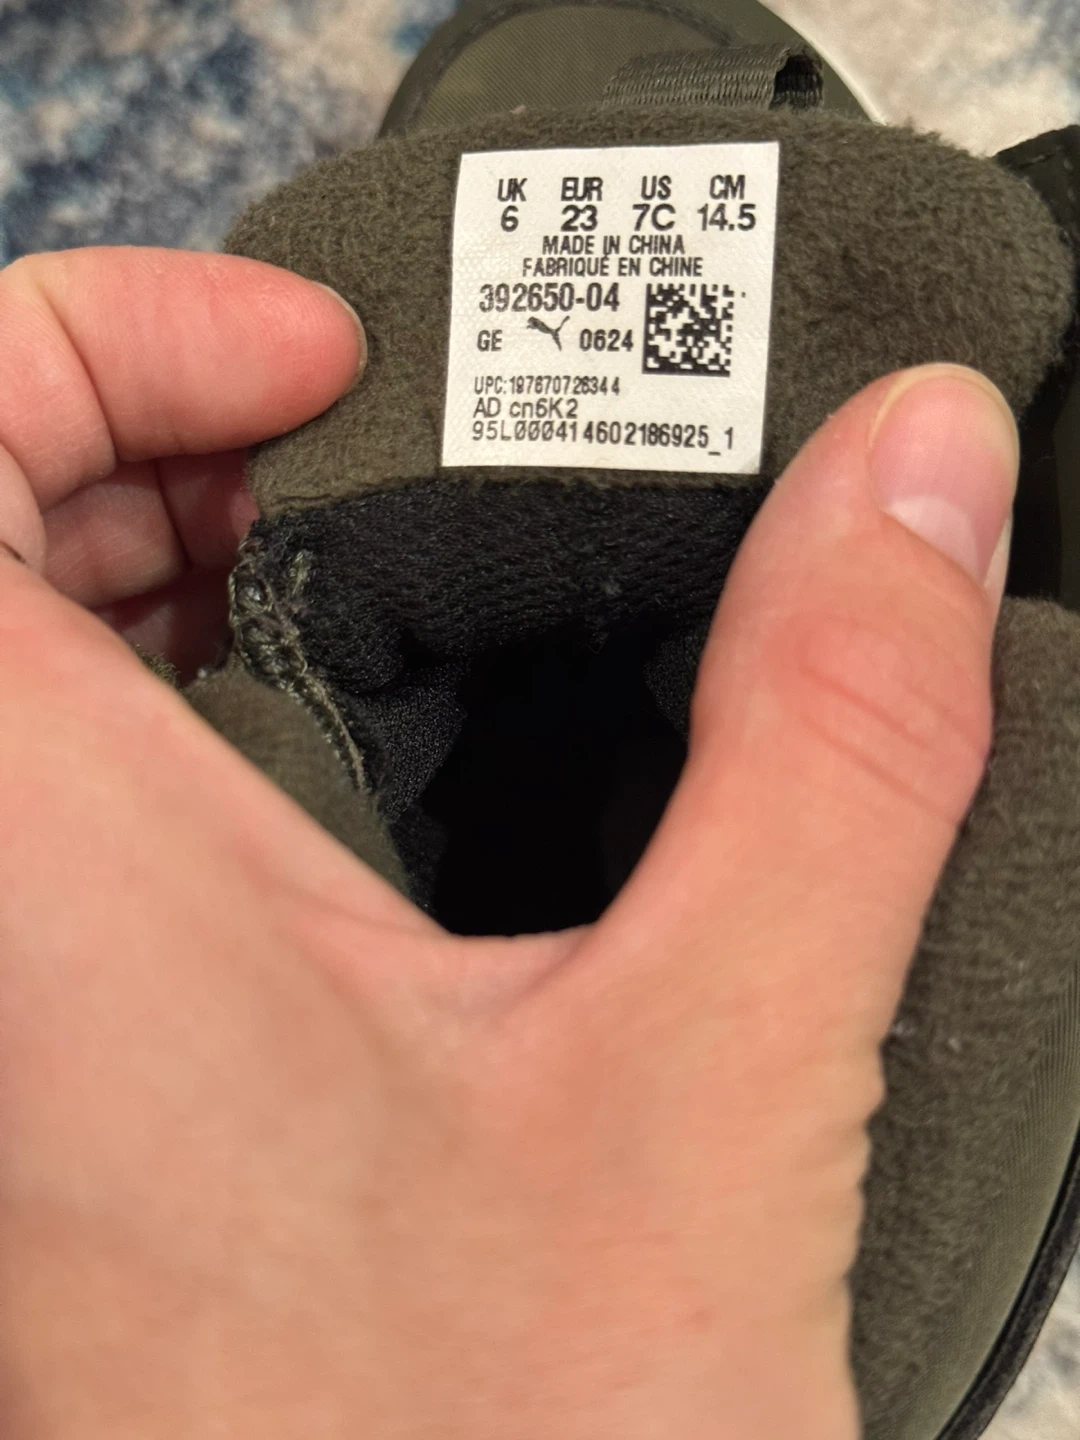 UK EUR US CM
6 23 7C 14.5
MADE IN CHINA
FABRIQUÉ EN CHINE
392650-04
GE 0624
UPC:197670726344
AD cn6K2
95L000414602186925_1